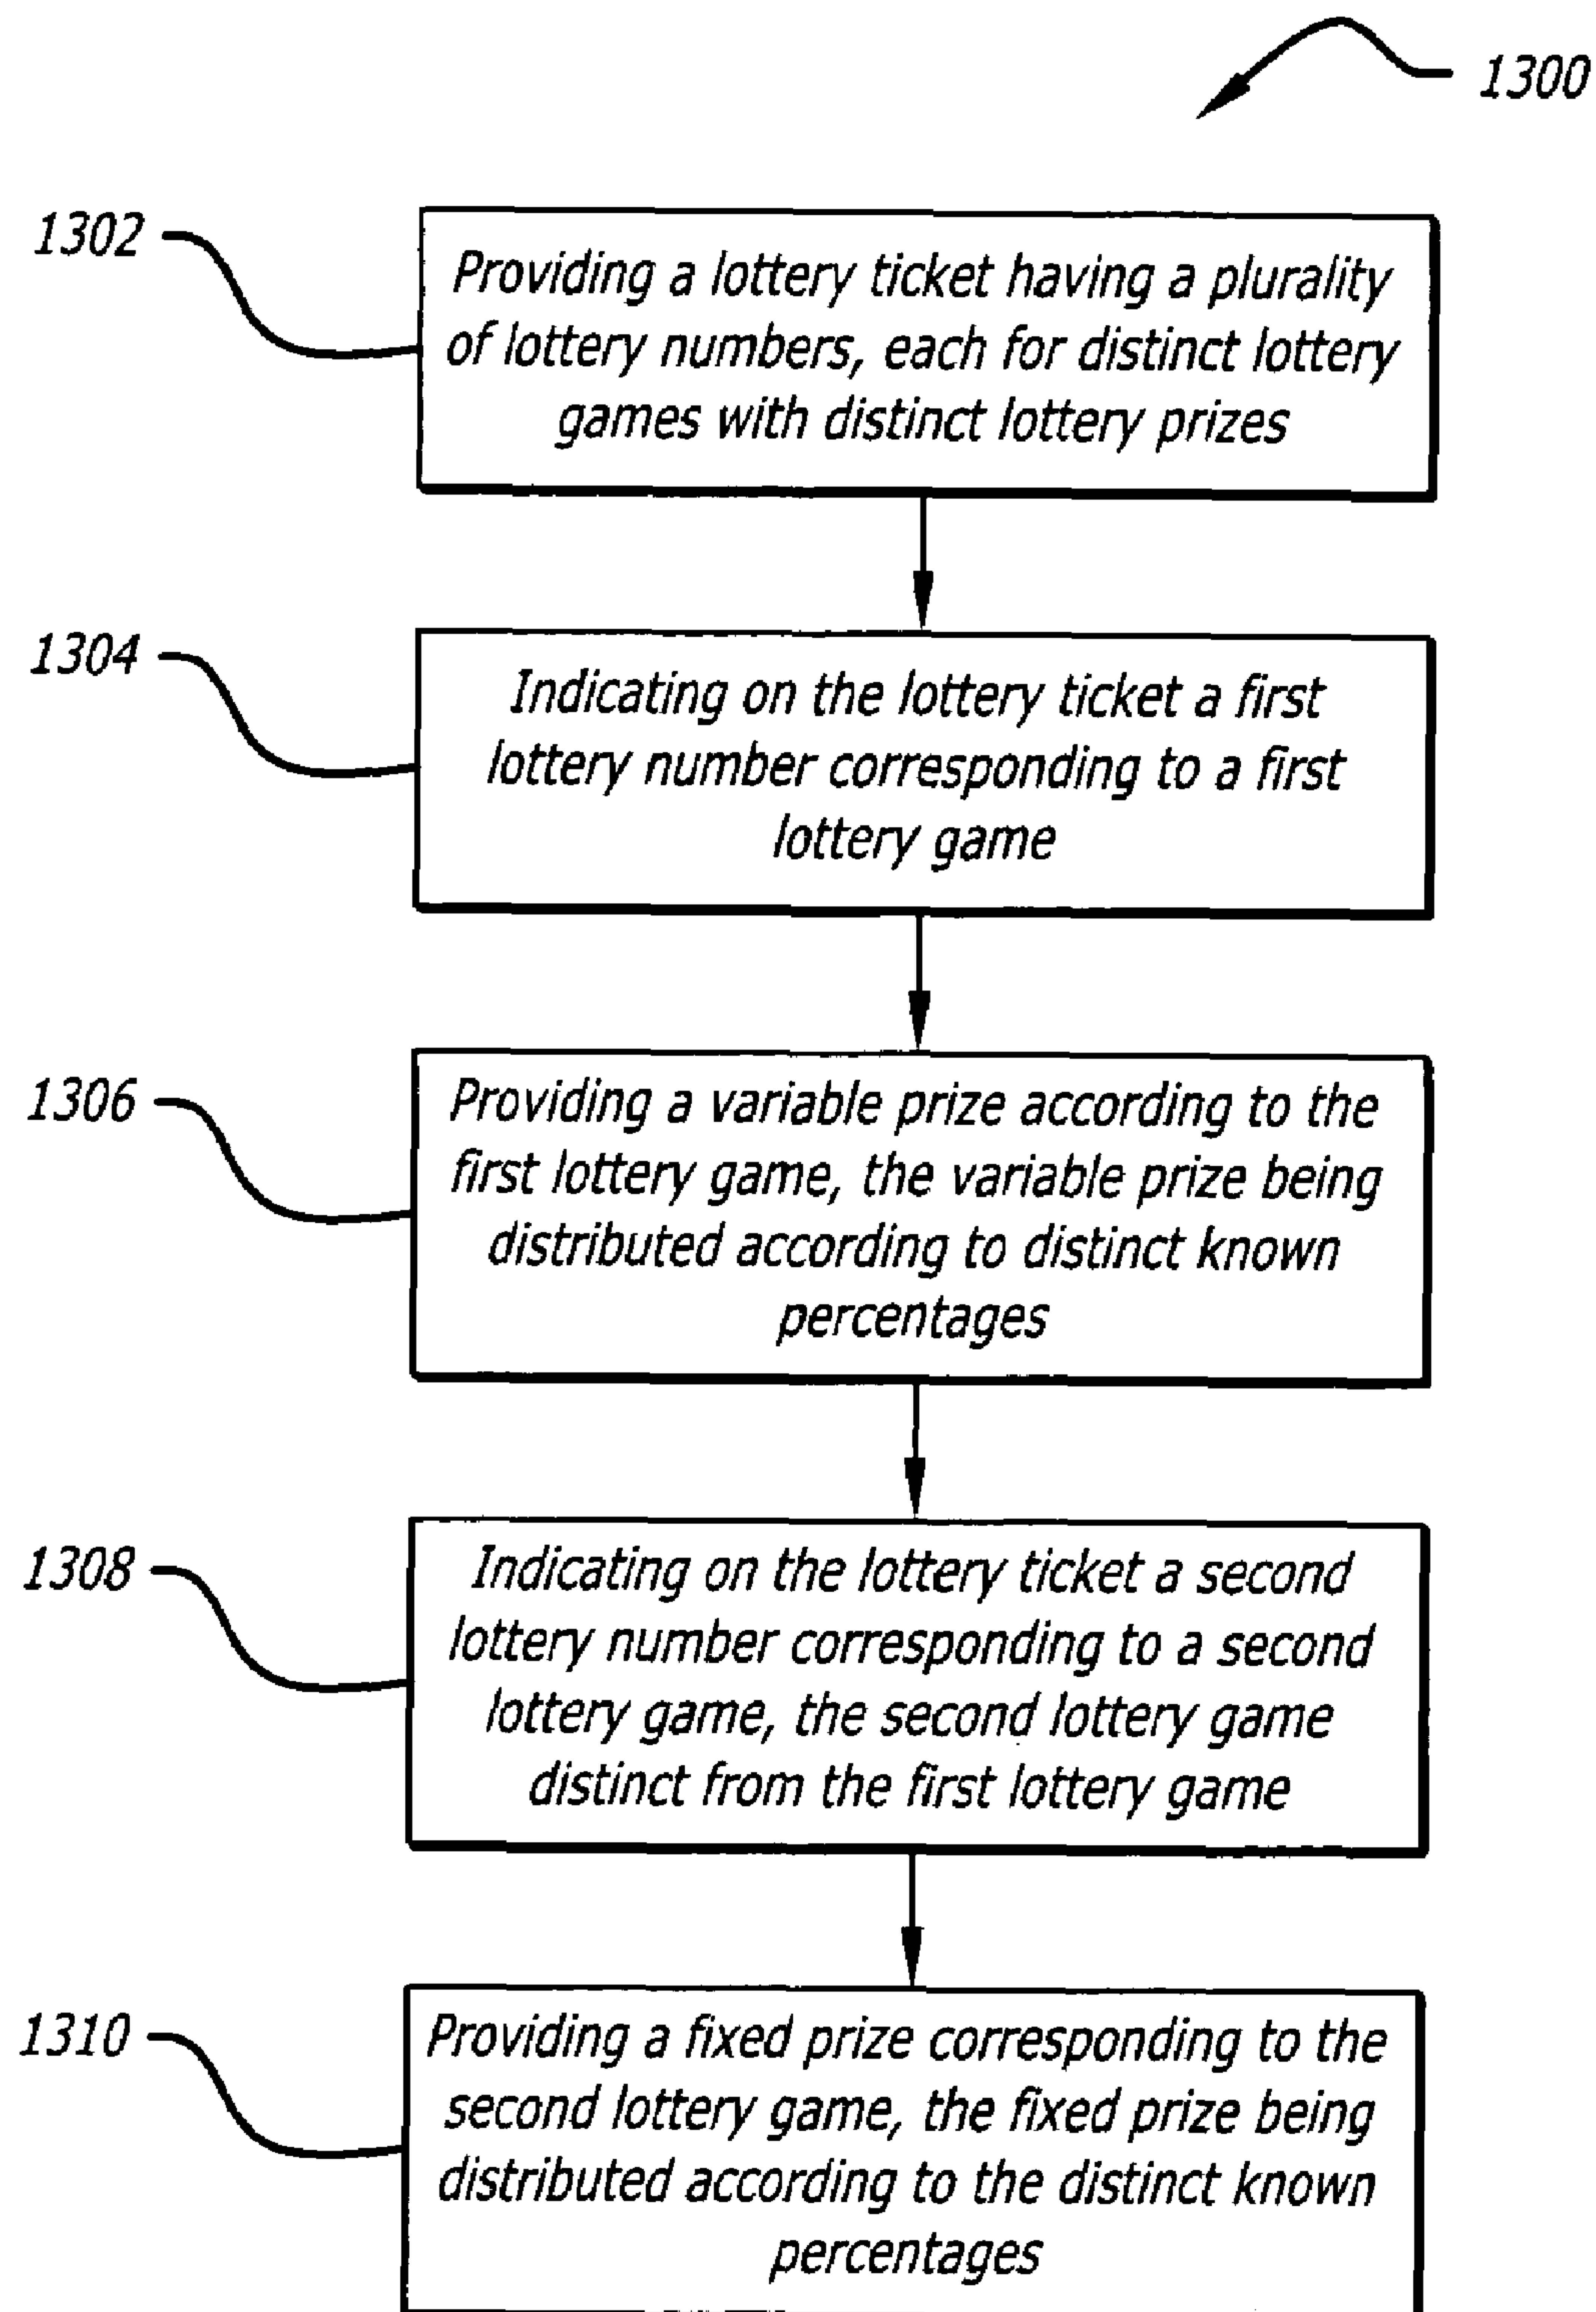 1300
1302
Providing a lottery ticket having a plurality
of lottery numbers, each for distinct lottery
games with distinct lottery prizes
1304
Indicating on the lottery ticket a first
lottery number corresponding to a first
lottery game
1306
Providing a variable prize according to the
first lottery game, the variable prize being
distributed according to distinct known
percentages
1308
Indicating on the lottery ticket a second
lottery number corresponding to a second
lottery game, the second lottery game
distinct from the first lottery game
1310
Providing a fixed prize corresponding to the
second lottery game, the fixed prize being
distributed according to the distinct known
percentages